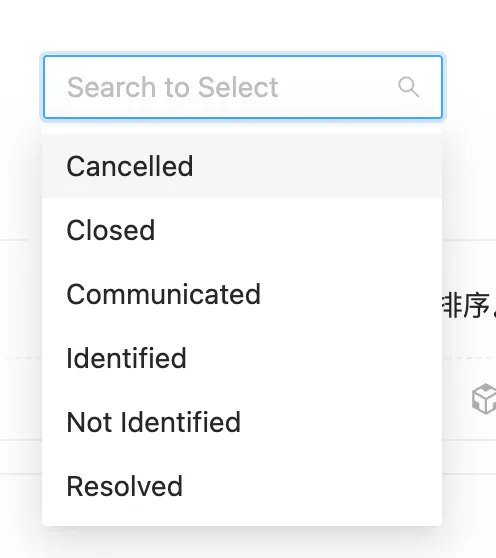 Search to Select
Cancelled
Closed
Communicated
排序
Identified
Not Identified
Resolved